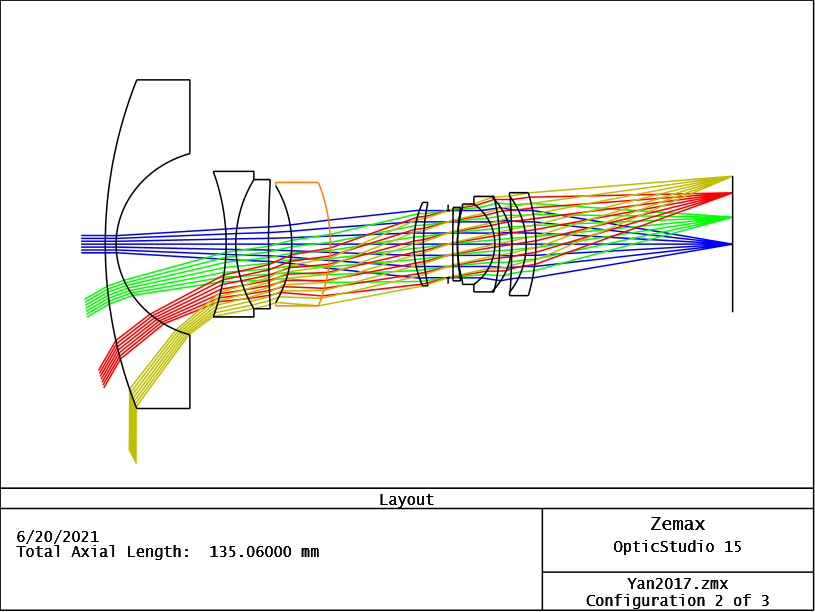 Layout
6/20/2021
Total Axial Length:  135.06000 mm
Zemax
OpticStudio 15
Yan2017.zmx
Configuration 2 of 3